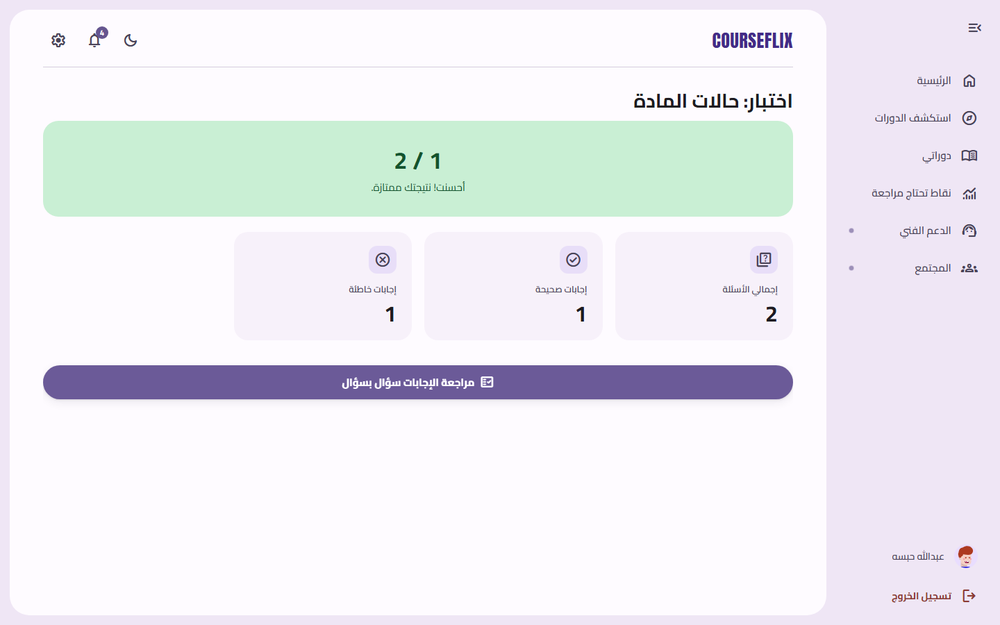 COURSEFLIX
4
الرئيسية
استكشف الدورات
دوراتي
نقاط تحتاج مراجعة
الدعم الفني
المجتمع
عبدالله حبسه
تسجيل الخروج
اختبار: حالات المادة
1 / 2
أحسنت! نتيجتك ممتازة.
إجمالي الأسئلة
2
إجابات صحيحة
1
إجابات خاطئة
1
مراجعة الإجابات سؤال بسؤال